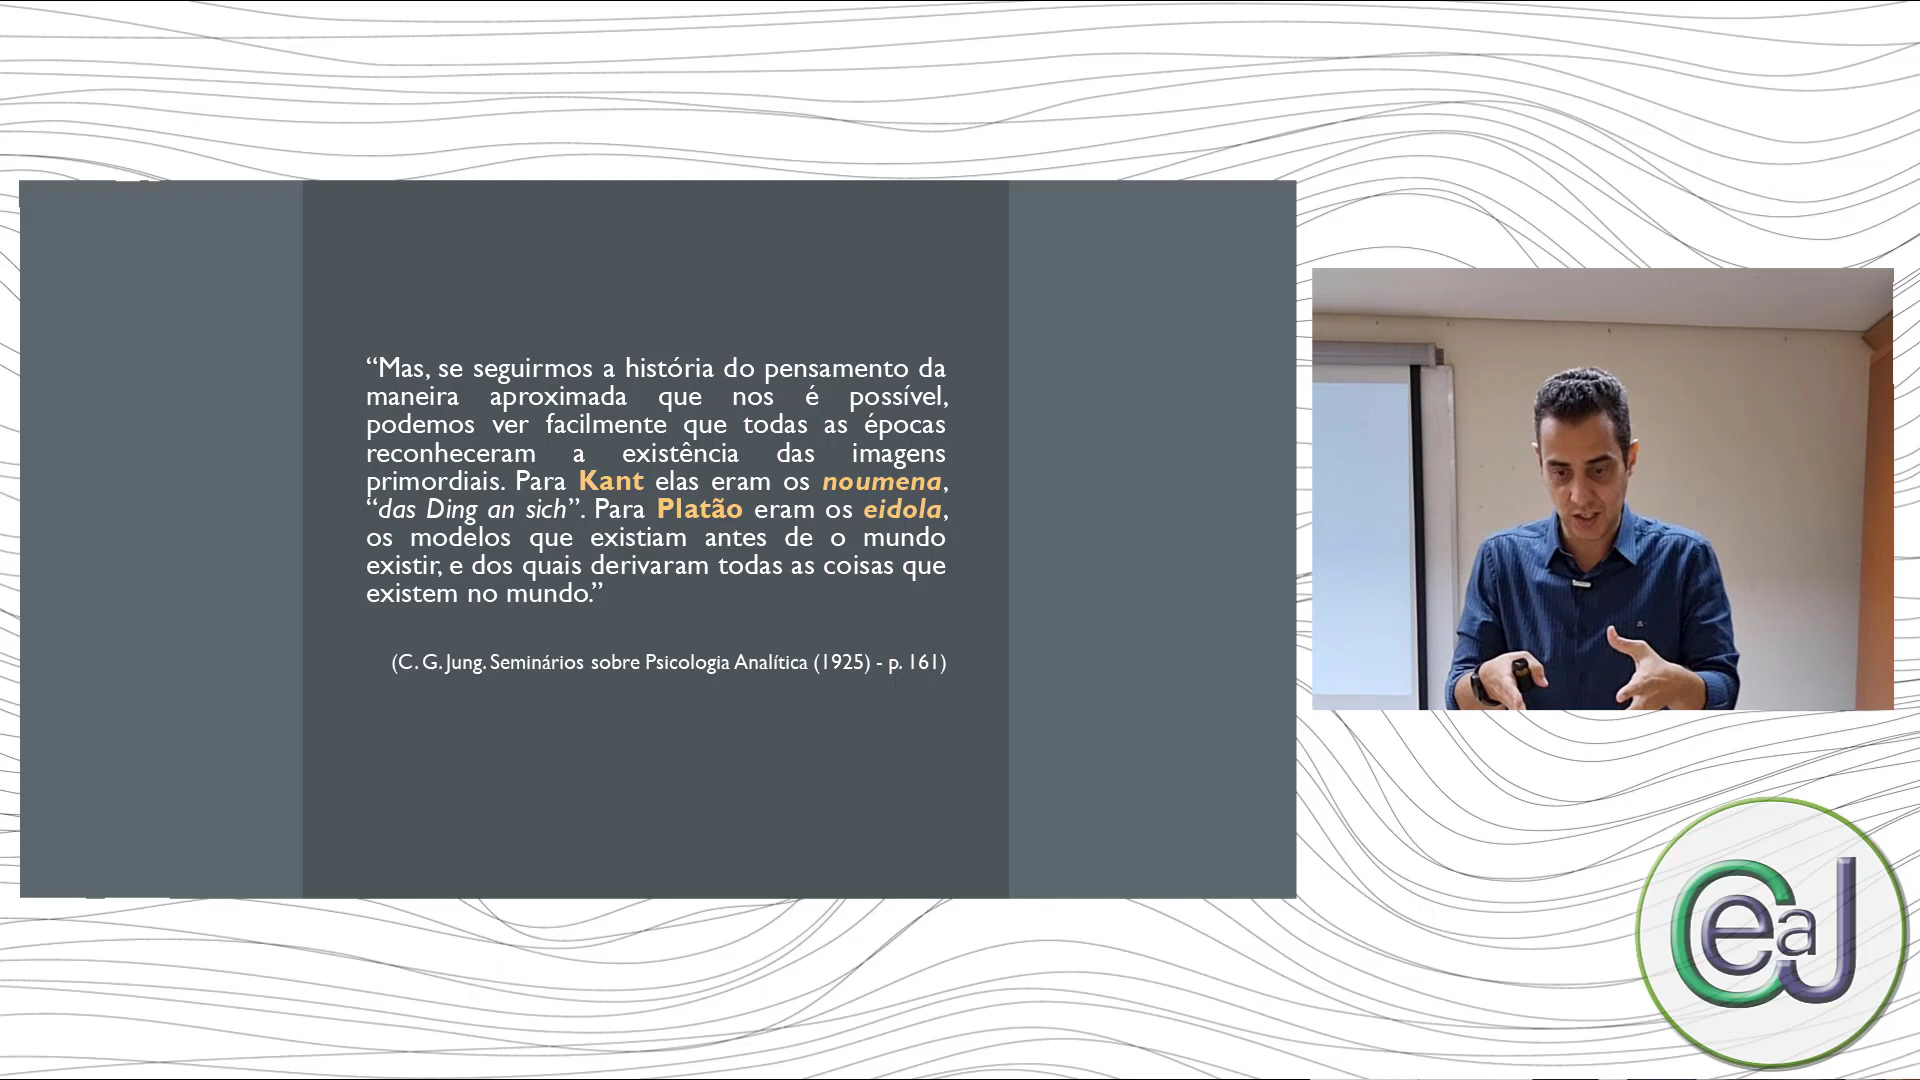 “Mas, se seguirmos a história do pensamento da
maneira aproximada que nos é possível,
podemos ver facilmente que todas as épocas
reconheceram a existência das imagens
primordiais. Para Kant elas eram os noumena,
“das Ding an sich”. Para Platão eram os eidola,
os modelos que existiam antes de o mundo
existir, e dos quais derivaram todas as coisas que
existem no mundo.”
(C. G. Jung. Seminários sobre Psicologia Analítica (1925) - p. 161)
CeaJ